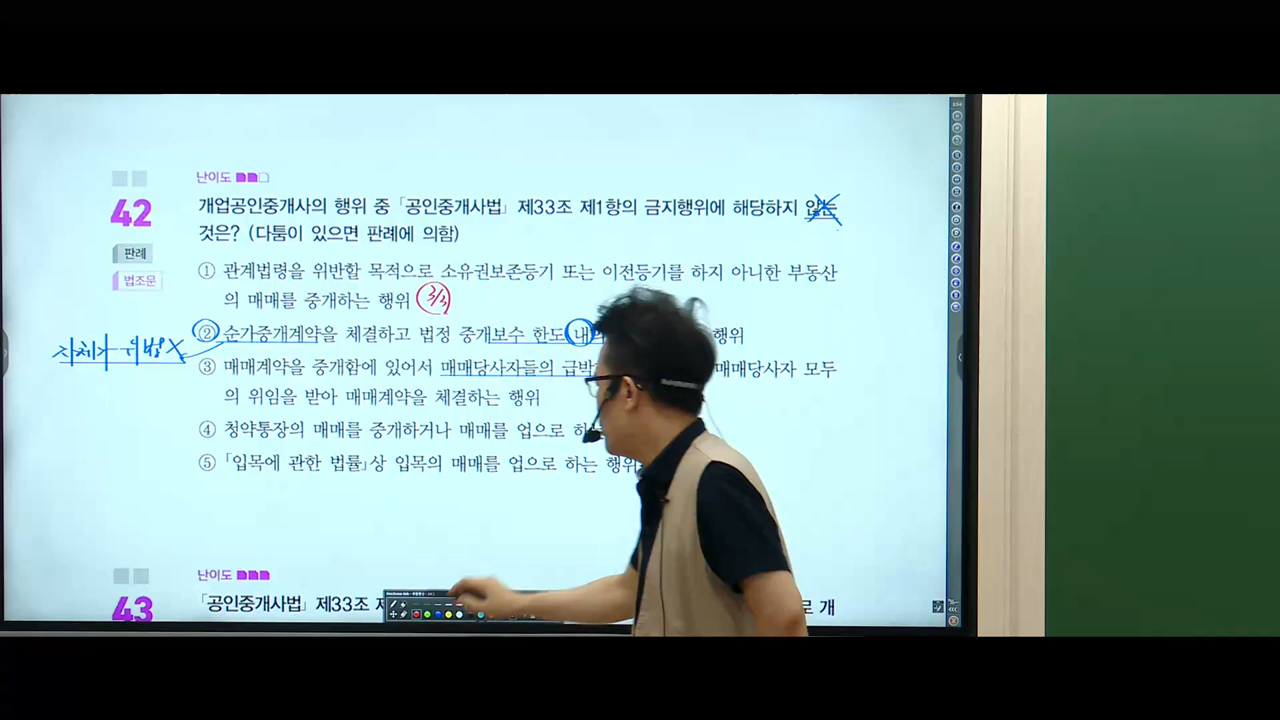 난이도
42
개업공인중개사의 행위 중 「공인중개사법」 제33조 제1항의 금지행위에 해당하지 않는
것은? (다툼이 있으면 판례에 의함)
판례
법조문
① 관계법령을 위반할 목적으로 소유권보존등기 또는 이전등기를 하지 아니한 부동산
의 매매를 중개하는 행위 3/3
② 순가중개계약을 체결하고 법정 중개보수 한도 내 행위
자체가 위법X
③ 매매계약을 중개함에 있어서 매매당사자들의 급박 매매당사자 모두
의 위임을 받아 매매계약을 체결하는 행위
④ 청약통장의 매매를 중개하거나 매매를 업으로 하는
⑤ 「입목에 관한 법률」상 입목의 매매를 업으로 하는 행위
난이도
43
「공인중개사법」 제33조 로 개